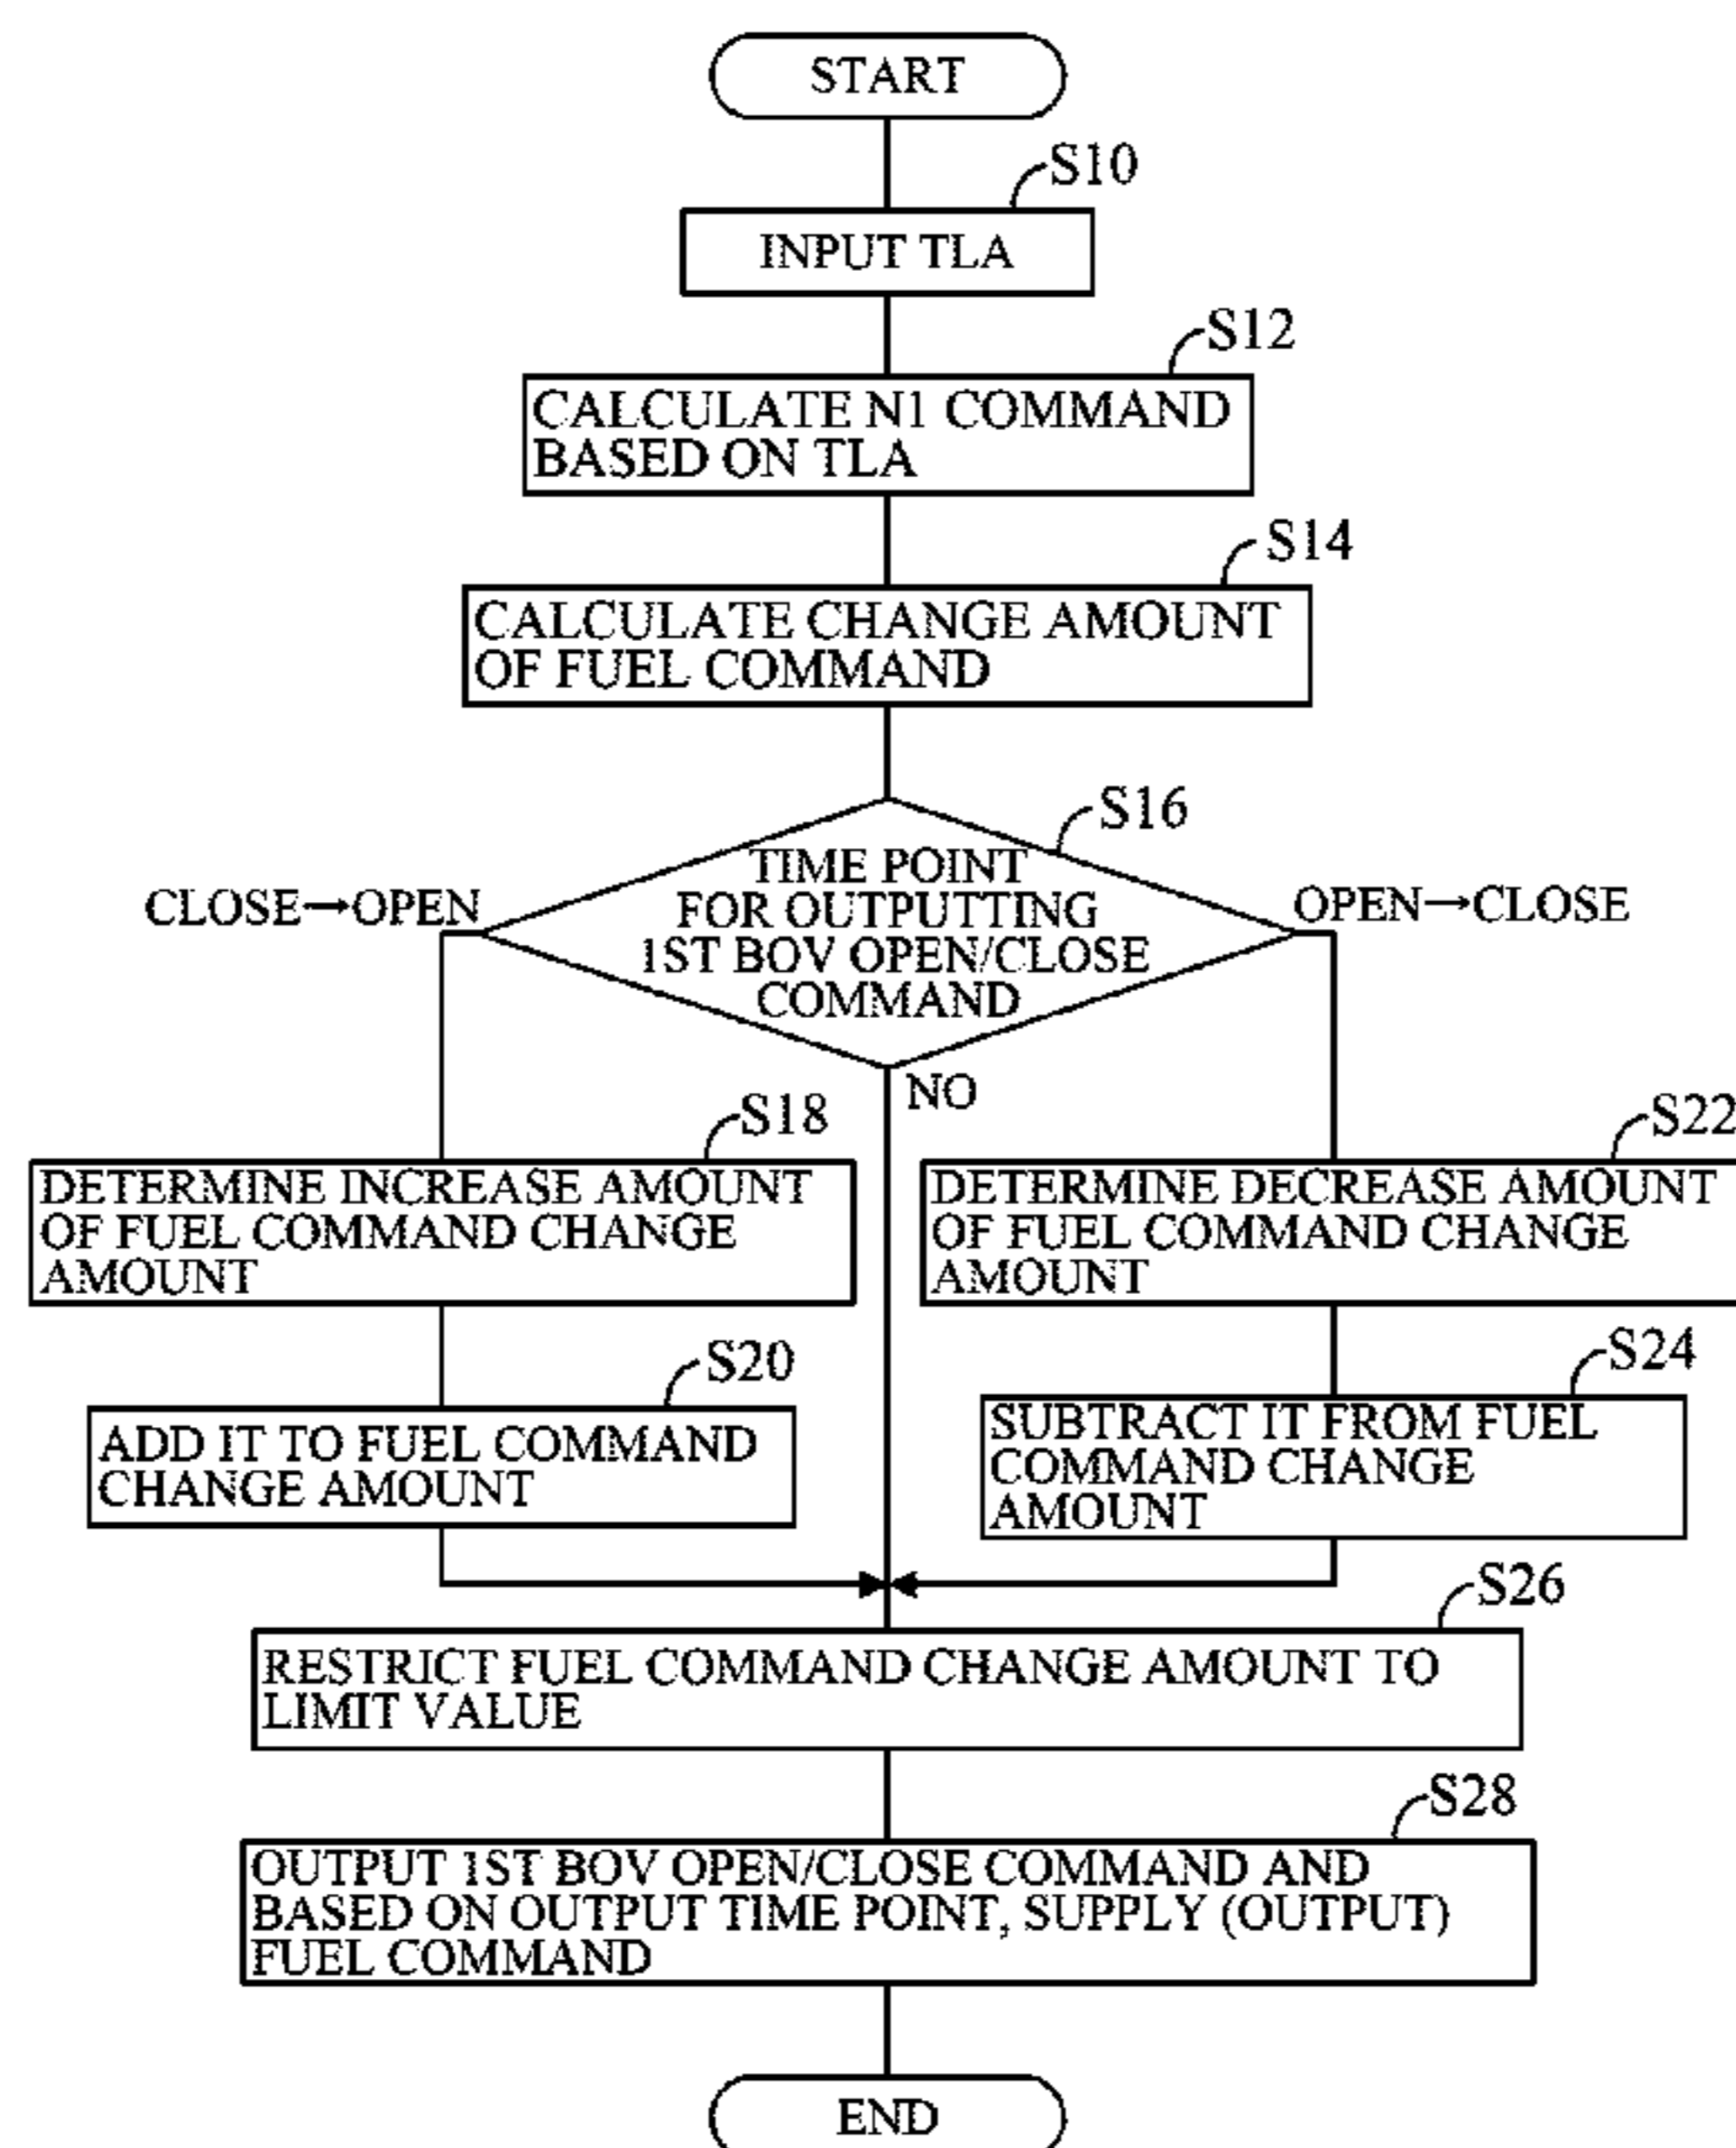 START
S10
INPUT TLA
S12
CALCULATE N1 COMMAND
BASED ON TLA
S14
CALCULATE CHANGE AMOUNT
OF FUEL COMMAND
S16
TIME POINT
FOR OUTPUTTING
1ST BOV OPEN/CLOSE
COMMAND
CLOSE→OPEN
OPEN→CLOSE
NO
S18
DETERMINE INCREASE AMOUNT
OF FUEL COMMAND CHANGE
AMOUNT
S22
DETERMINE DECREASE AMOUNT
OF FUEL COMMAND CHANGE
AMOUNT
S20
ADD IT TO FUEL COMMAND
CHANGE AMOUNT
S24
SUBTRACT IT FROM FUEL
COMMAND CHANGE
AMOUNT
S26
RESTRICT FUEL COMMAND CHANGE AMOUNT TO
LIMIT VALUE
S28
OUTPUT 1ST BOV OPEN/CLOSE COMMAND AND
BASED ON OUTPUT TIME POINT, SUPPLY (OUTPUT)
FUEL COMMAND
END